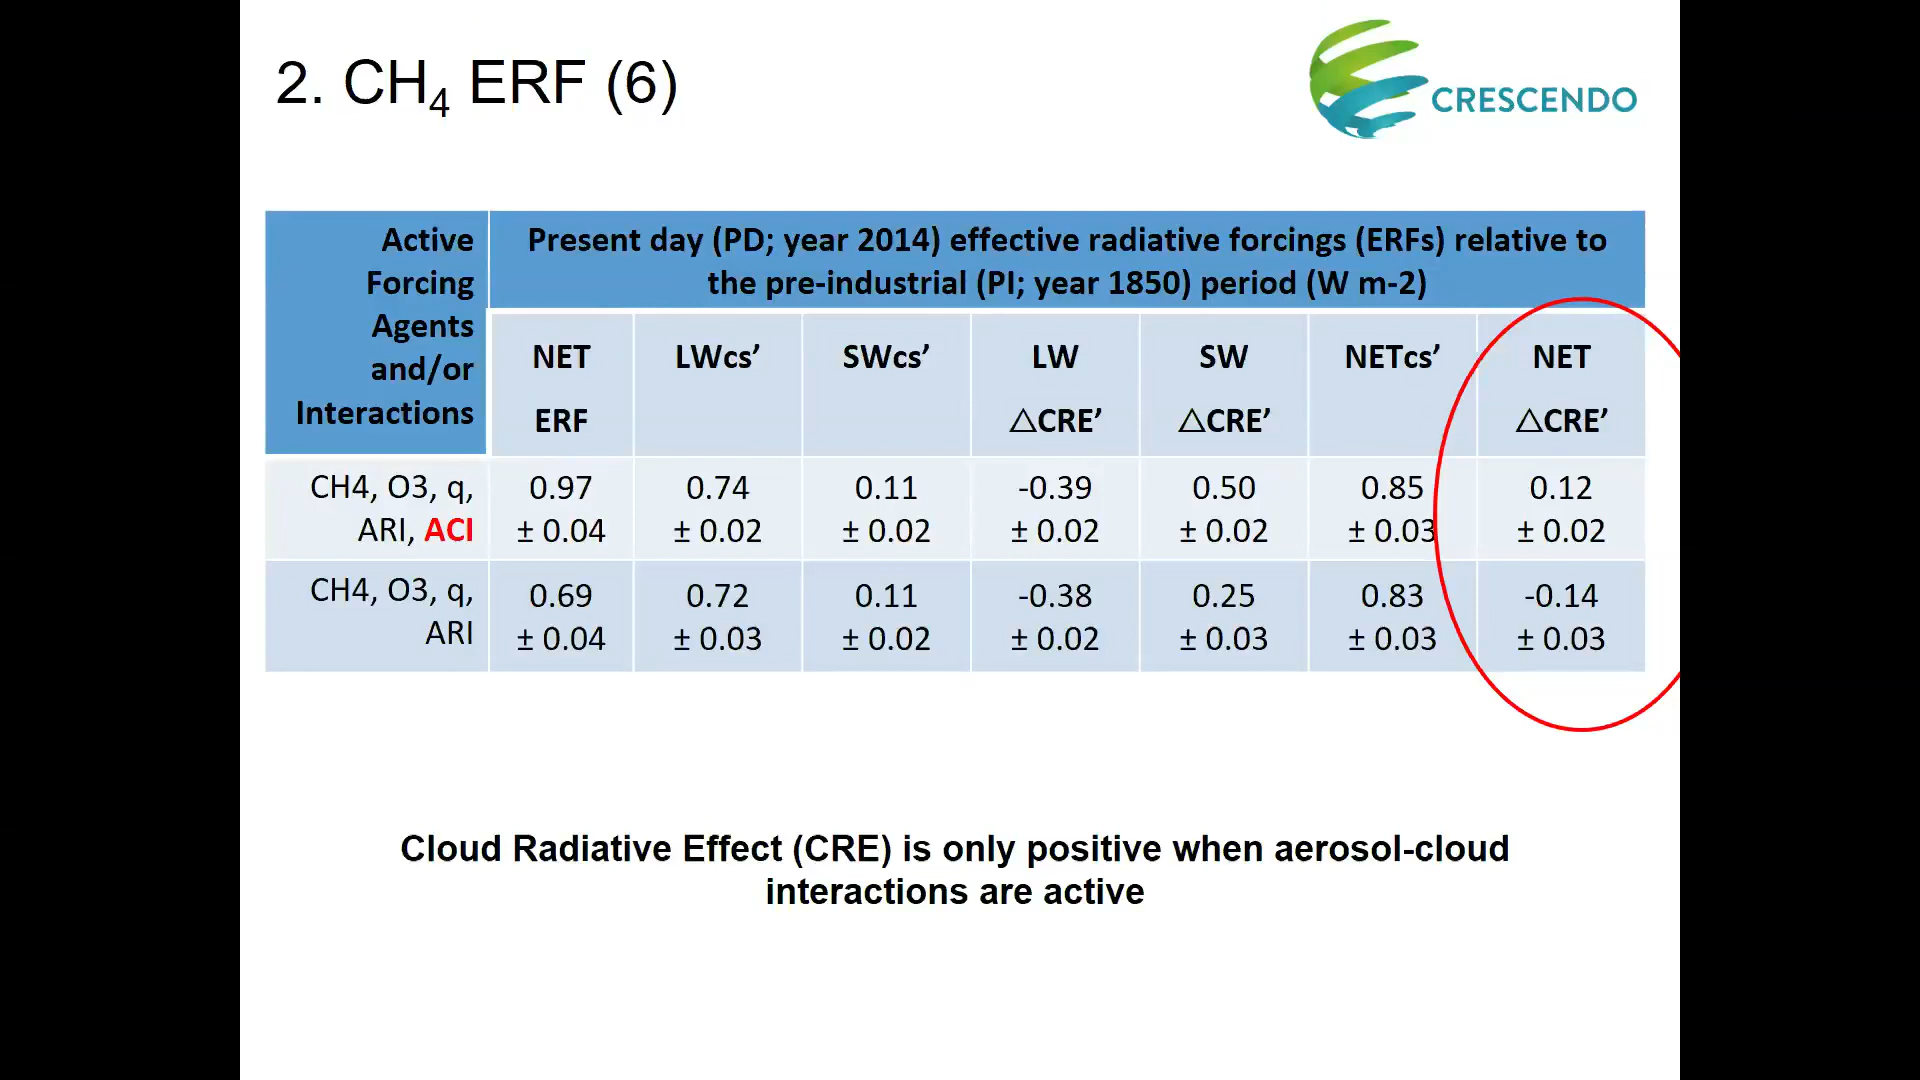 2. CH4 ERF (6)
CRESCENDO
Active
Forcing
Agents
and/or
Interactions
Present day (PD; year 2014) effective radiative forcings (ERFs) relative to
the pre-industrial (PI; year 1850) period (W m-2)
NET LWcs’ SWcs’ LW SW NETcs’ NET
ERF △CRE’ △CRE’ △CRE’
CH4, O3, q, 0.97 0.74 0.11 -0.39 0.50 0.85 0.12
ARI, ACI ± 0.04 ± 0.02 ± 0.02 ± 0.02 ± 0.02 ± 0.03 ± 0.02
CH4, O3, q, 0.69 0.72 0.11 -0.38 0.25 0.83 -0.14
ARI ± 0.04 ± 0.03 ± 0.02 ± 0.02 ± 0.03 ± 0.03 ± 0.03
Cloud Radiative Effect (CRE) is only positive when aerosol-cloud
interactions are active